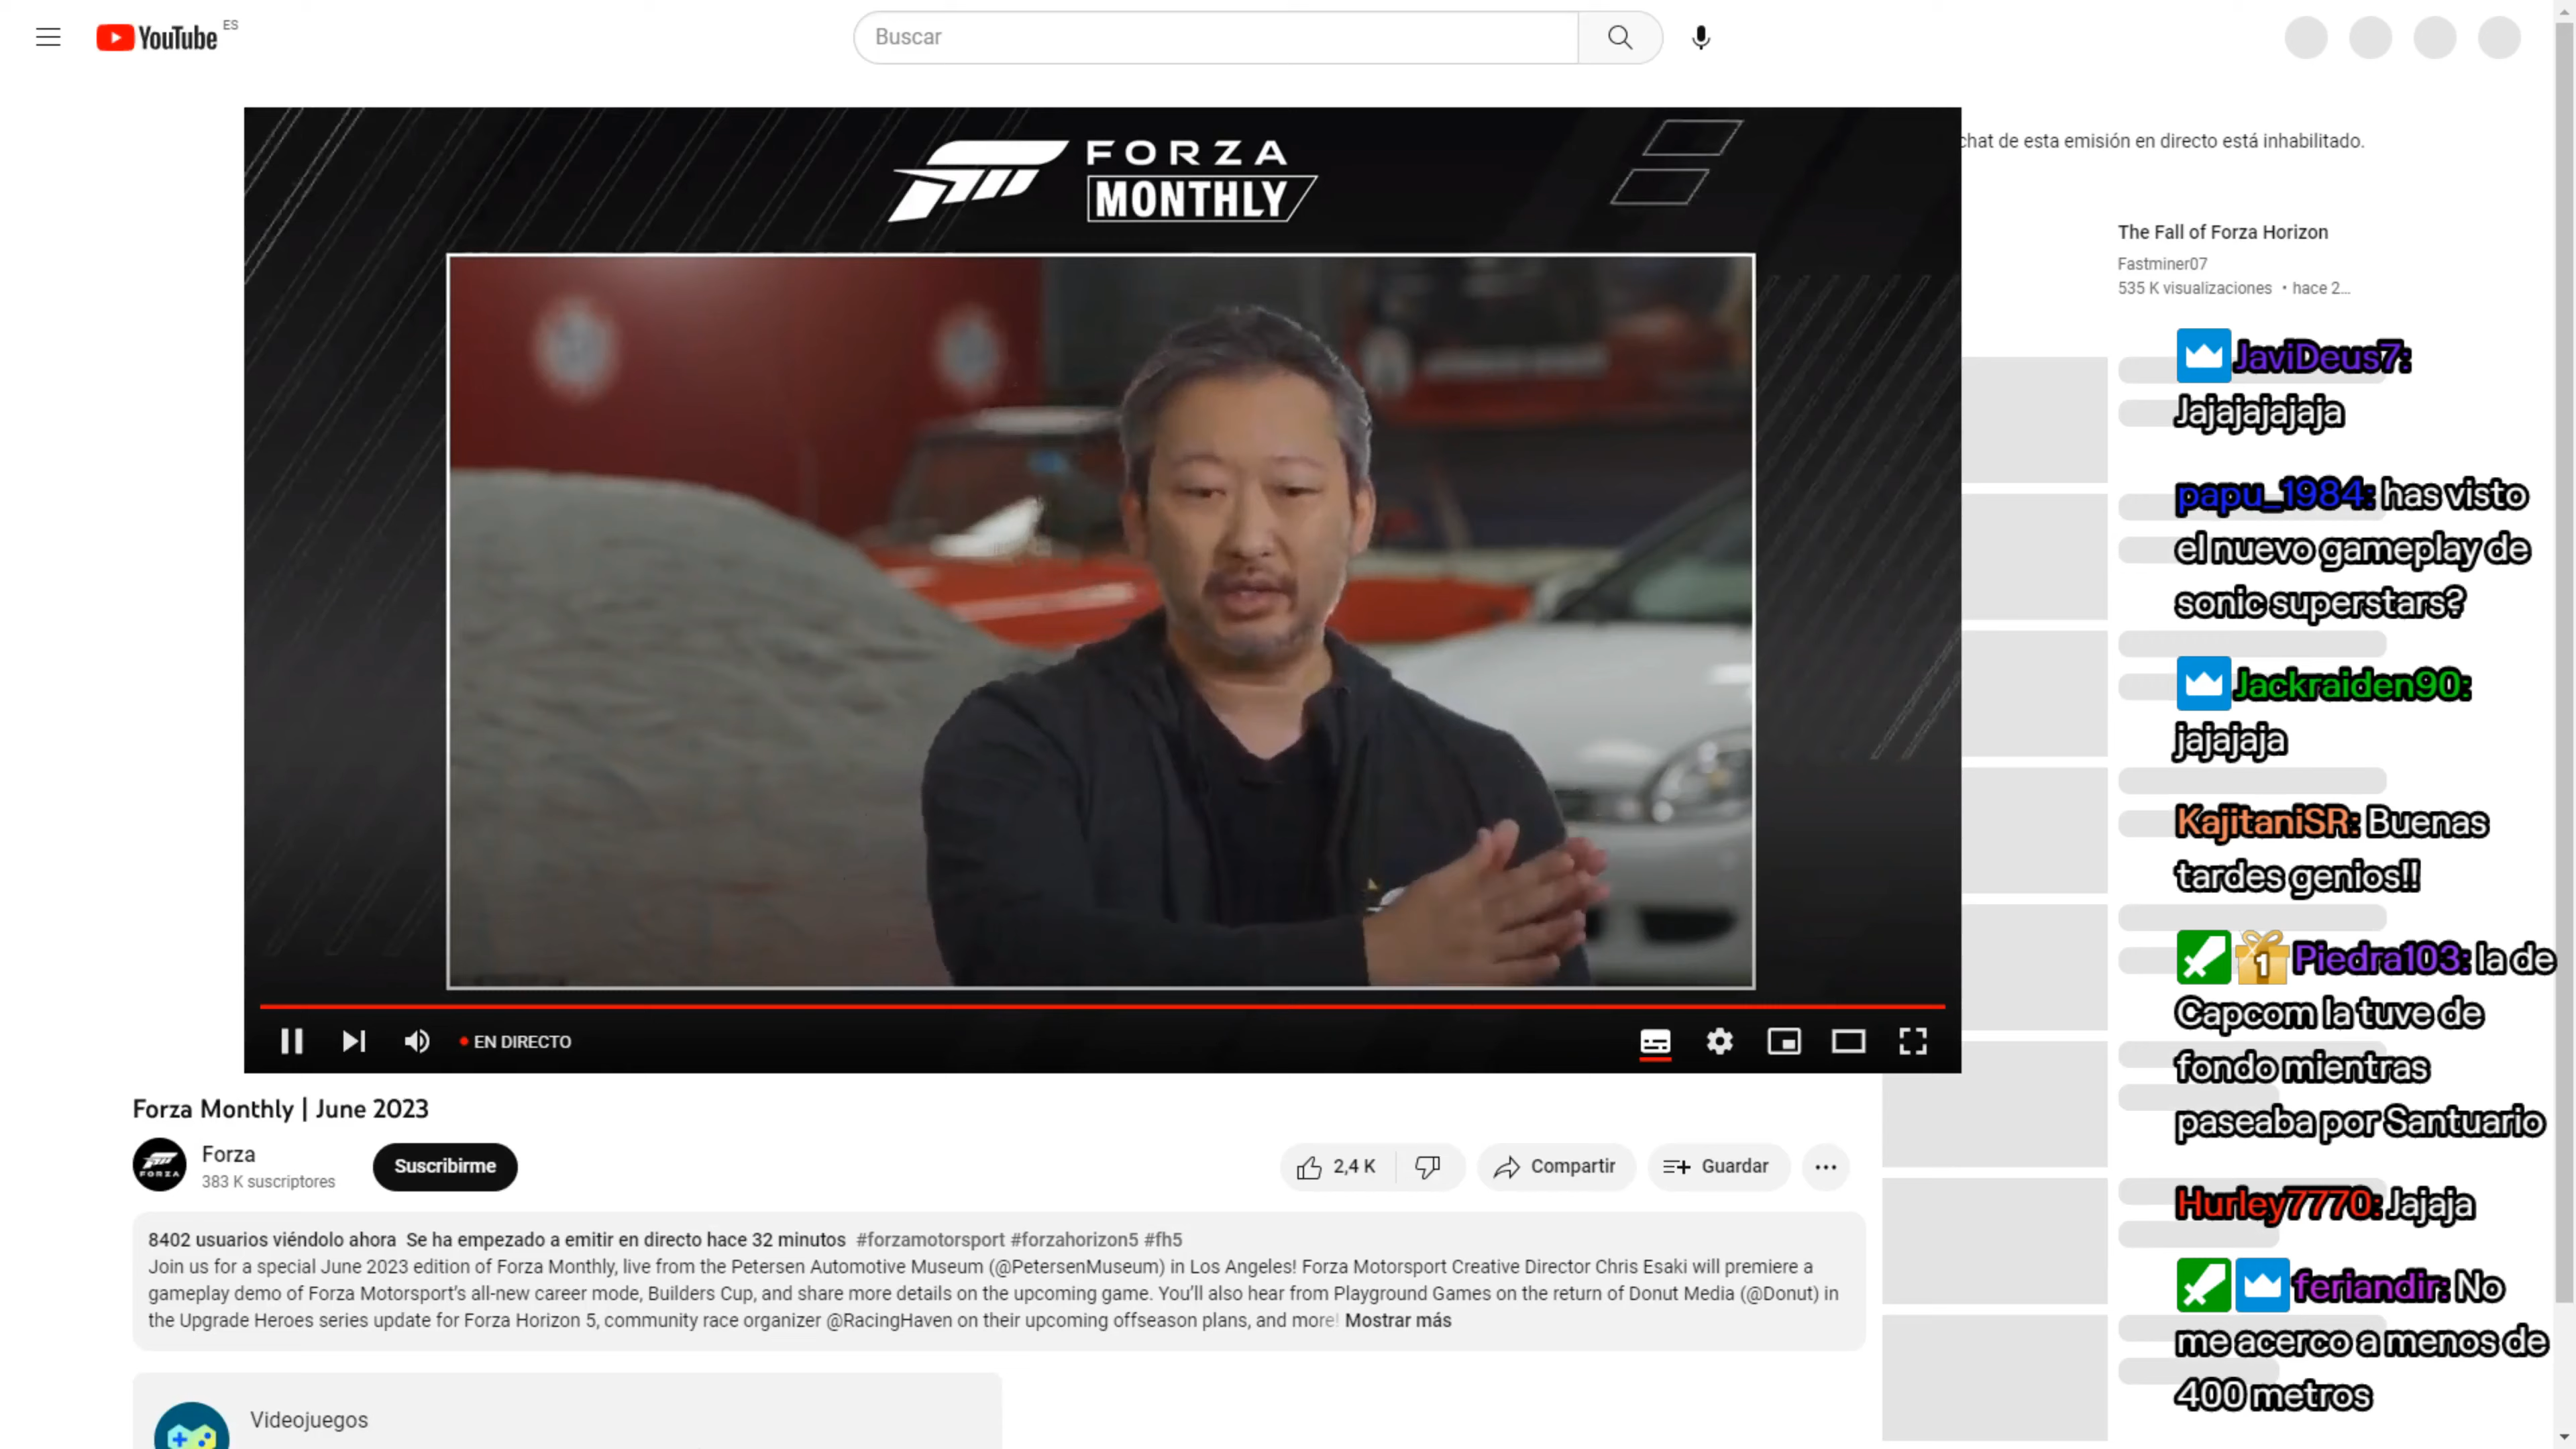 YouTube ES
Buscar
FORZA
MONTHLY
chat de esta emisión en directo está inhabilitado.
The Fall of Forza Horizon
Fastminer07
535 K visualizaciones • hace 2...
JaviDeus7:
Jajajajajaja
papu_1984: has visto
el nuevo gameplay de
sonic superstars?
Jackraiden90:
jajajaja
KajitaniSR: Buenas
tardes genios!!
1 Piedra103: la de
Capcom la tuve de
fondo mientras
paseaba por Santuario
Hurley7770: Jajaja
feriandir: No
me acerco a menos de
400 metros
EN DIRECTO
Forza Monthly | June 2023
FORZA
Forza
383 K suscriptores
Suscribirme
2,4 K
Compartir
Guardar
8402 usuarios viéndolo ahora Se ha empezado a emitir en directo hace 32 minutos #forzamotorsport #forzahorizon5 #fh5
Join us for a special June 2023 edition of Forza Monthly, live from the Petersen Automotive Museum (@PetersenMuseum) in Los Angeles! Forza Motorsport Creative Director Chris Esaki will premiere a
gameplay demo of Forza Motorsport's all-new career mode, Builders Cup, and share more details on the upcoming game. You'll also hear from Playground Games on the return of Donut Media (@Donut) in
the Upgrade Heroes series update for Forza Horizon 5, community race organizer @RacingHaven on their upcoming offseason plans, and more! Mostrar más
Videojuegos